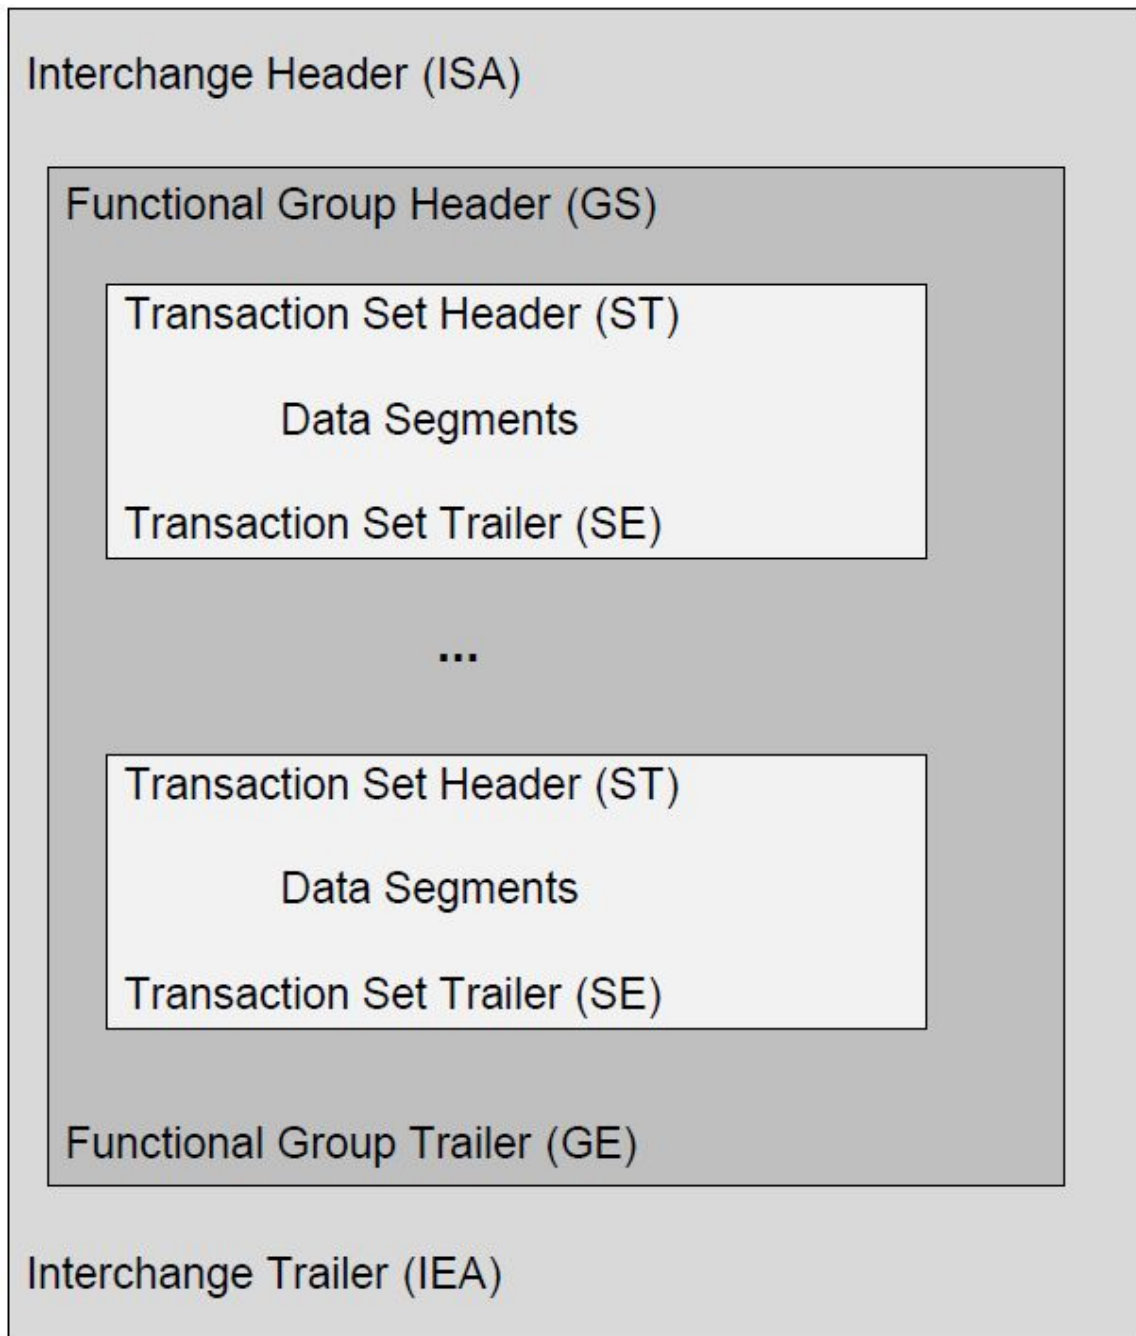 Interchange Header (ISA)
Functional Group Header (GS)
Transaction Set Header (ST)
Data Segments
Transaction Set Trailer (SE)
...
Transaction Set Header (ST)
Data Segments
Transaction Set Trailer (SE)
Functional Group Trailer (GE)
Interchange Trailer (IEA)